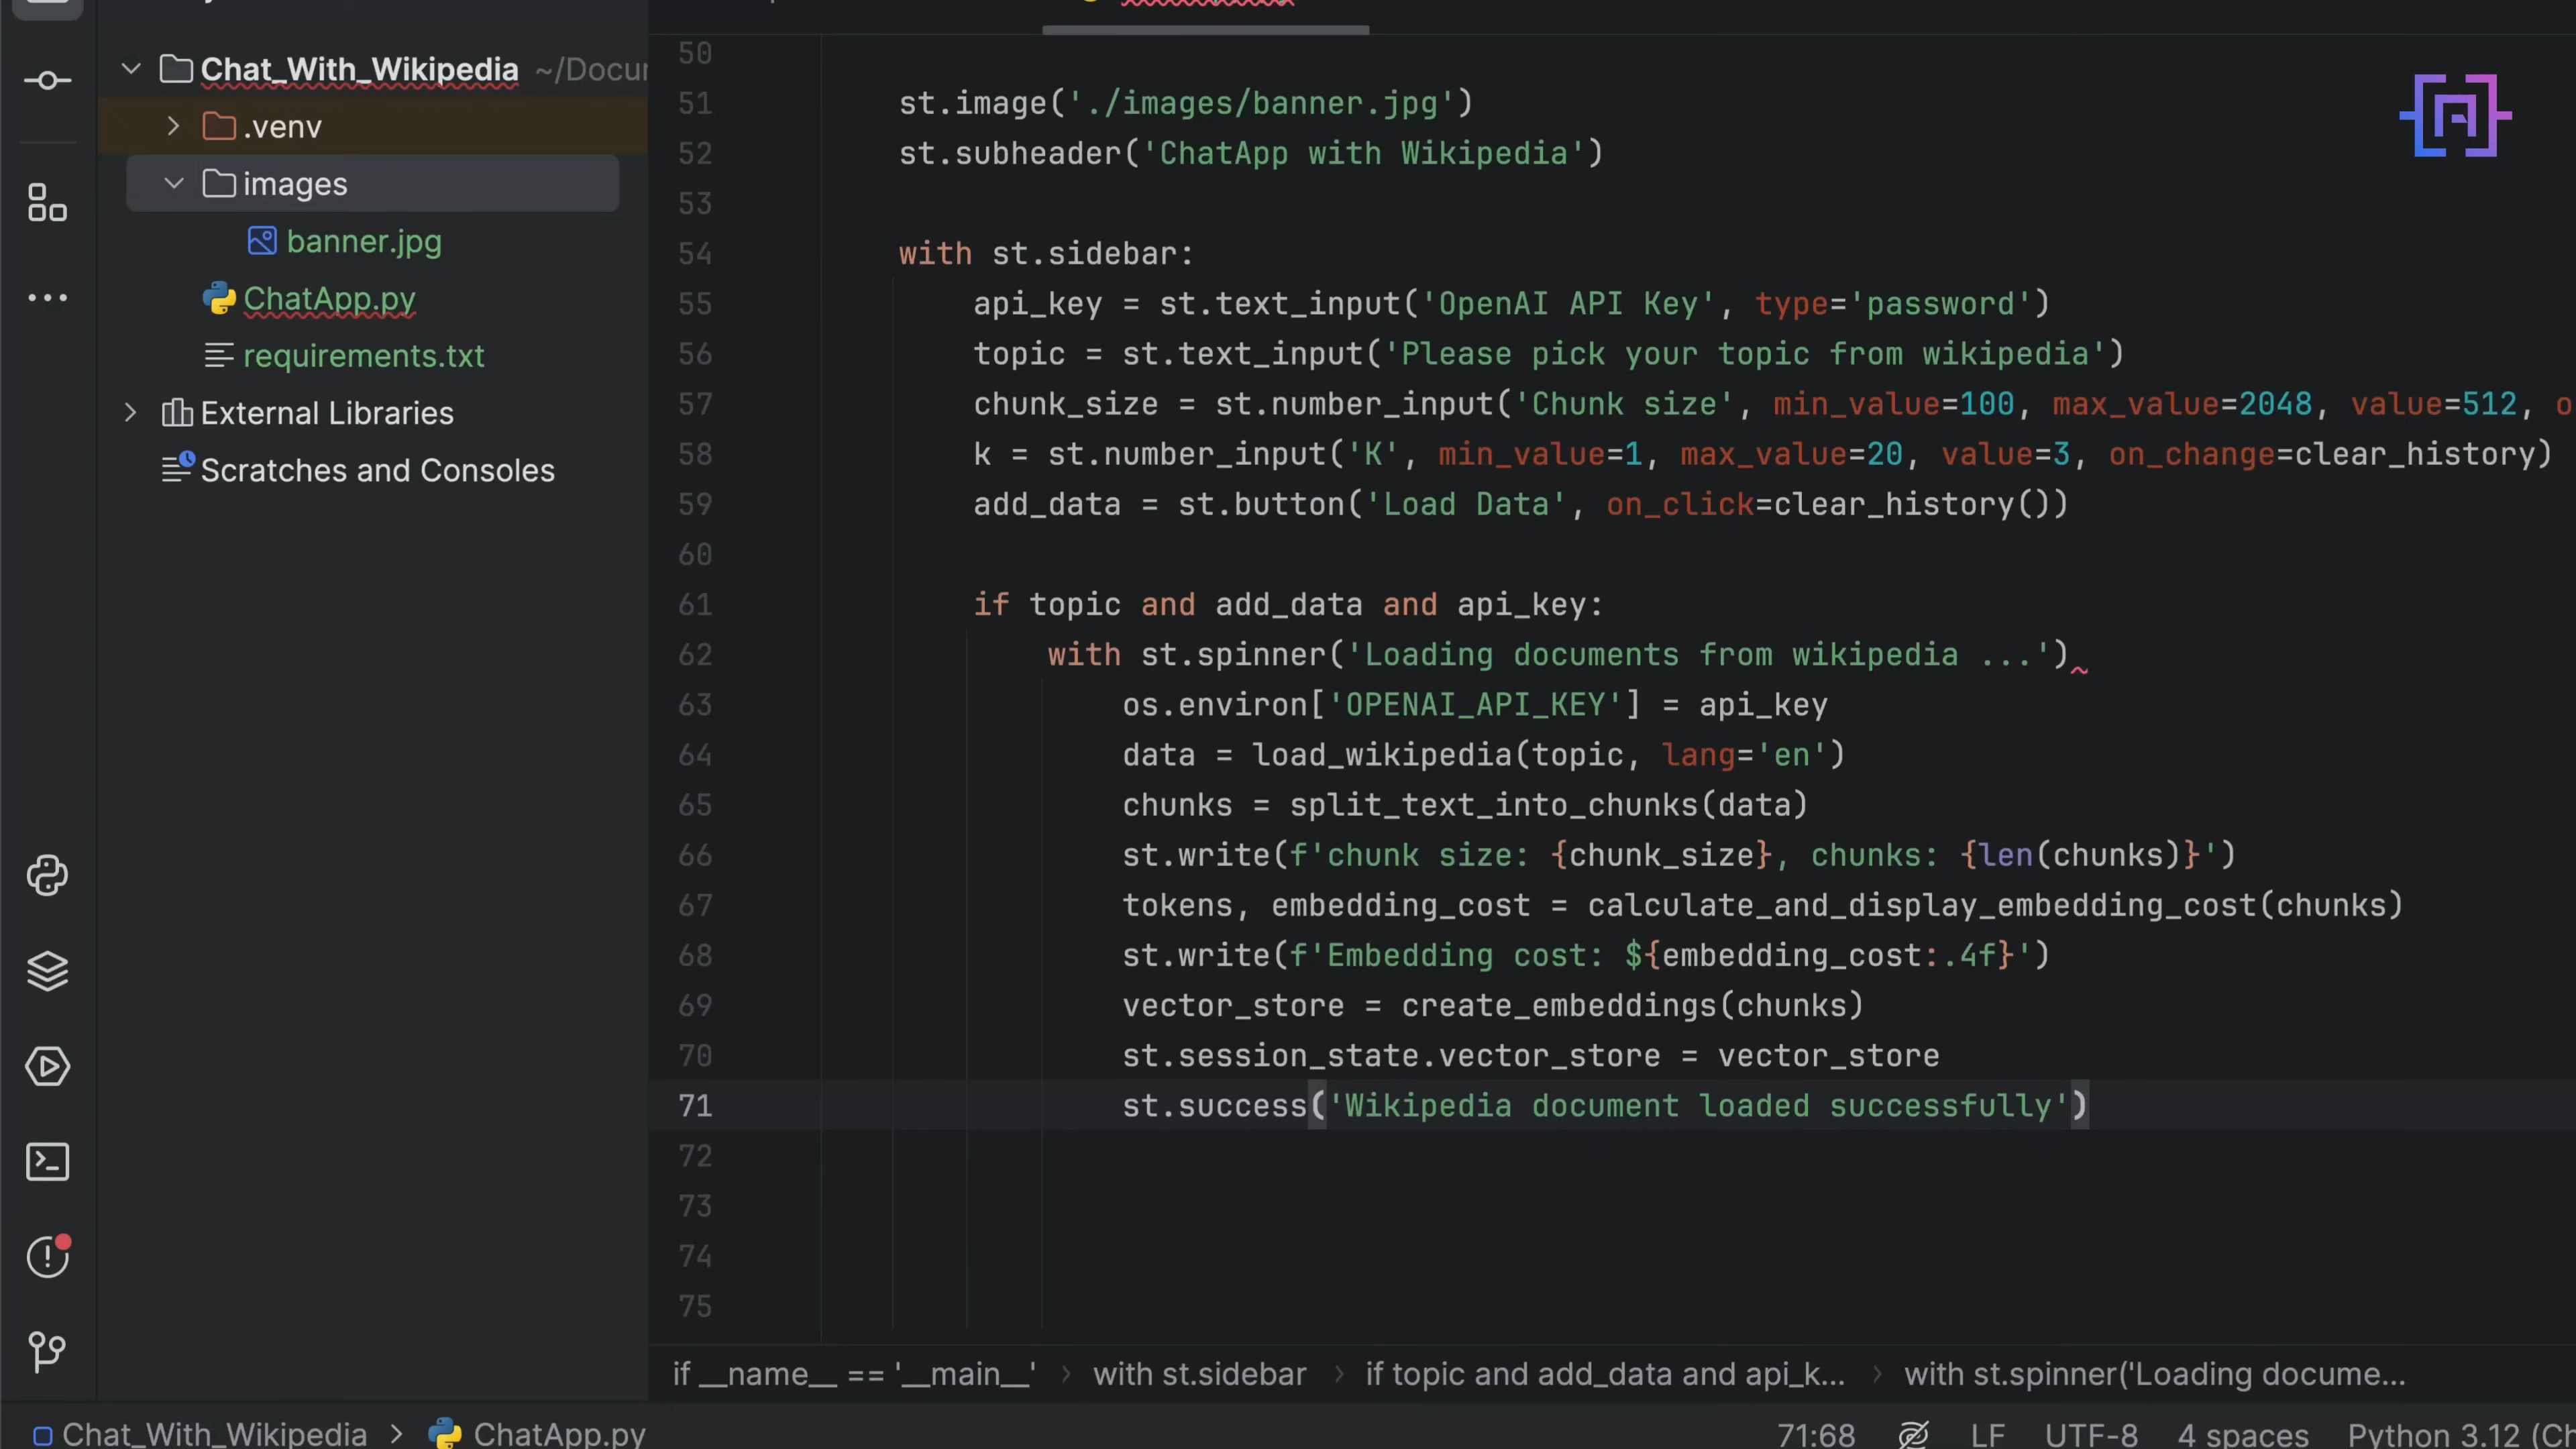 Chat_With_Wikipedia ~/Docu
.venv
images
banner.jpg
ChatApp.py
requirements.txt
External Libraries
Scratches and Consoles
50
51 st.image('./images/banner.jpg')
52 st.subheader('ChatApp with Wikipedia')
53
54 with st.sidebar:
55 api_key = st.text_input('OpenAI API Key', type='password')
56 topic = st.text_input('Please pick your topic from wikipedia')
57 chunk_size = st.number_input('Chunk size', min_value=100, max_value=2048, value=512, o
58 k = st.number_input('K', min_value=1, max_value=20, value=3, on_change=clear_history)
59 add_data = st.button('Load Data', on_click=clear_history())
60
61 if topic and add_data and api_key:
62 with st.spinner('Loading documents from wikipedia ...')
63 os.environ['OPENAI_API_KEY'] = api_key
64 data = load_wikipedia(topic, lang='en')
65 chunks = split_text_into_chunks(data)
66 st.write(f'chunk size: {chunk_size}, chunks: {len(chunks)}')
67 tokens, embedding_cost = calculate_and_display_embedding_cost(chunks)
68 st.write(f'Embedding cost: ${embedding_cost:.4f}')
69 vector_store = create_embeddings(chunks)
70 st.session_state.vector_store = vector_store
71 st.success('Wikipedia document loaded successfully')
72
73
74
75
if __name__ == '__main__' › with st.sidebar › if topic and add_data and api_k... › with st.spinner('Loading docume...
Chat_With_Wikipedia › ChatApp.py 71:68 LF UTF-8 4 spaces Python 3.12 (C